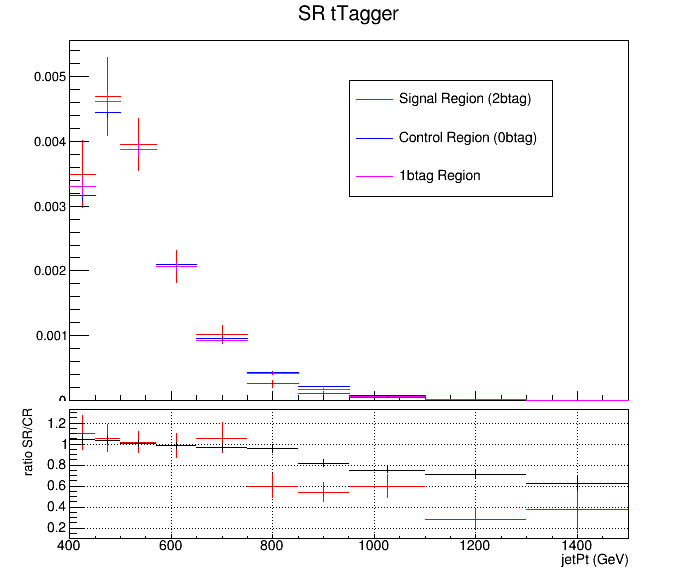 SR tTagger
0.005
0.004
0.003
0.002
0.001
0
Signal Region (2btag)
Control Region (0btag)
1btag Region
ratio SR/CR
1.2
1
0.8
0.6
0.4
0.2
400 600 800 1000 1200 1400
jetPt (GeV)